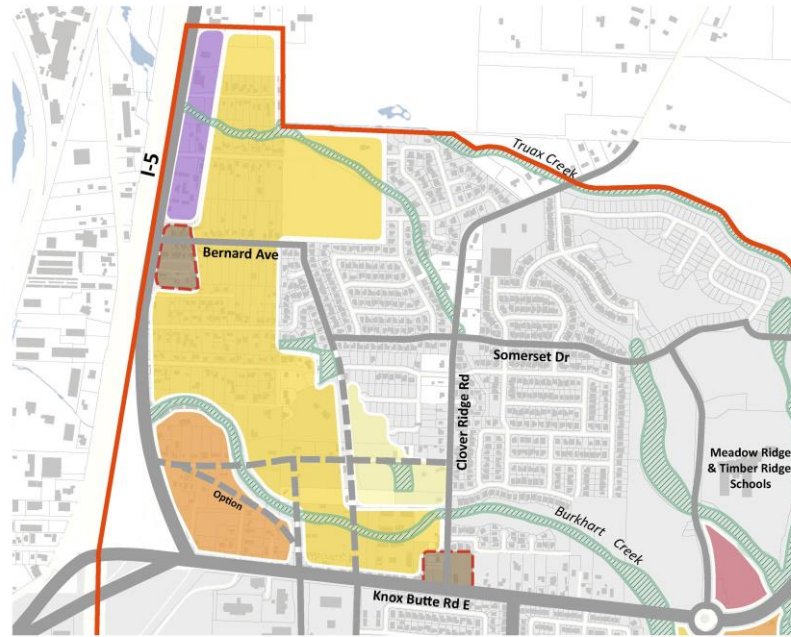 Truax Creek
I-5
Bernard Ave
Somerset Dr
Clover Ridge Rd
Meadow Ridge
& Timber Ridge
Schools
Option
Burkhart Creek
Knox Butte Rd E